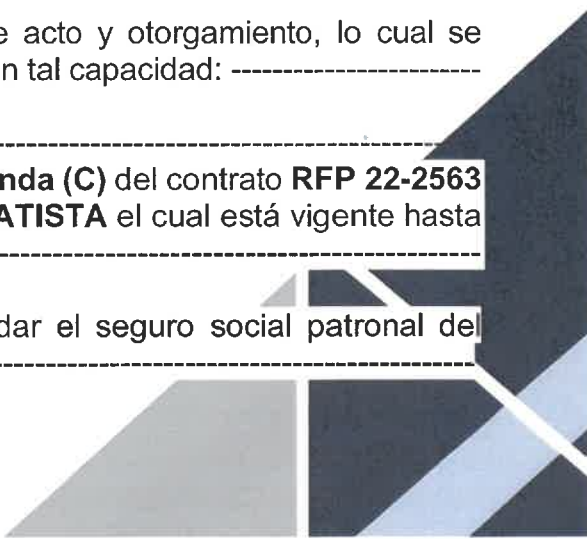 e acto y otorgamiento, lo cual se
n tal capacidad: ------------------------
------------------------------------------------
nda (C) del contrato RFP 22-2563
ATISTA el cual está vigente hasta
------------------------------------------------
dar el seguro social patronal del
------------------------------------------------